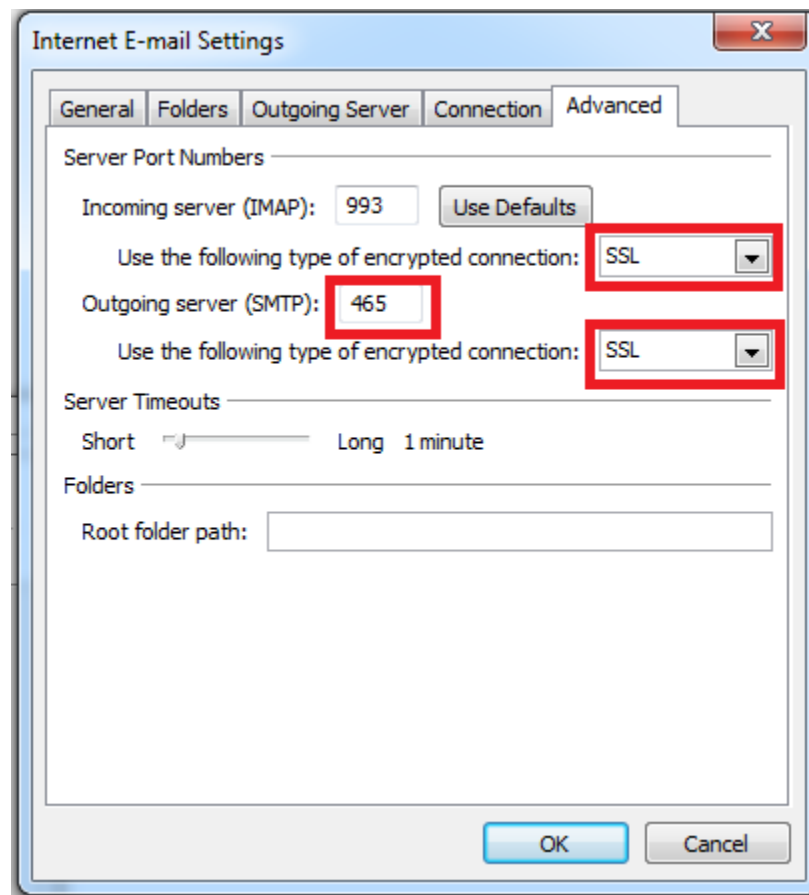 Internet E-mail Settings
General Folders Outgoing Server Connection Advanced
Server Port Numbers
Incoming server (IMAP): 993 Use Defaults
Use the following type of encrypted connection: SSL
Outgoing server (SMTP): 465
Use the following type of encrypted connection: SSL
Server Timeouts
Short Long 1 minute
Folders
Root folder path:
OK Cancel